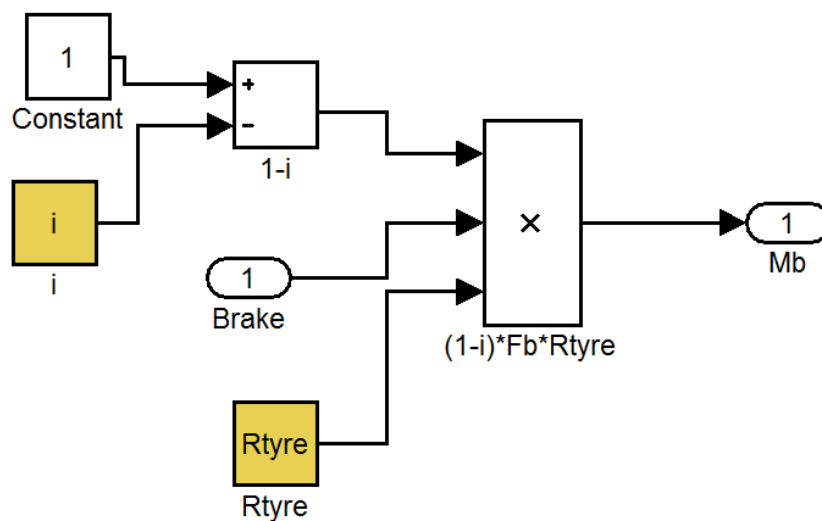 1
Constant
+
−
1-i
i
i
×
1
Brake
(1-i)*Fb*Rtyre
1
Mb
Rtyre
Rtyre